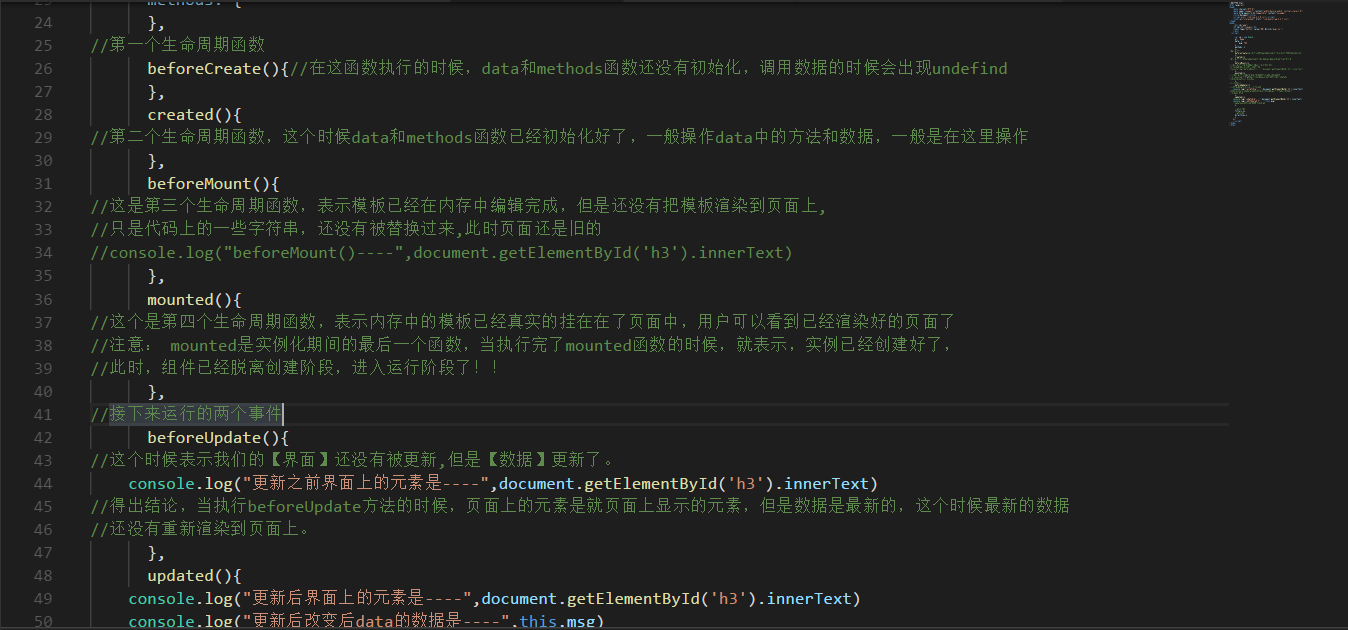 23 methods: {
24 },
25 //第一个生命周期函数
26 beforeCreate(){//在这函数执行的时候，data和methods函数还没有初始化，调用数据的时候会出现undefind
27 },
28 created(){
29 //第二个生命周期函数，这个时候data和methods函数已经初始化好了，一般操作data中的方法和数据，一般是在这里操作
30 },
31 beforeMount(){
32 //这是第三个生命周期函数，表示模板已经在内存中编辑完成，但是还没有把模板渲染到页面上,
33 //只是代码上的一些字符串，还没有被替换过来,此时页面还是旧的
34 //console.log("beforeMount()----",document.getElementById('h3').innerText)
35 },
36 mounted(){
37 //这个是第四个生命周期函数，表示内存中的模板已经真实的挂在在了页面中，用户可以看到已经渲染好的页面了
38 //注意： mounted是实例化期间的最后一个函数，当执行完了mounted函数的时候，就表示，实例已经创建好了，
39 //此时，组件已经脱离创建阶段，进入运行阶段了！！
40 },
41 //接下来运行的两个事件
42 beforeUpdate(){
43 //这个时候表示我们的【界面】还没有被更新,但是【数据】更新了。
44 console.log("更新之前界面上的元素是----",document.getElementById('h3').innerText)
45 //得出结论，当执行beforeUpdate方法的时候，页面上的元素是就页面上显示的元素，但是数据是最新的，这个时候最新的数据
46 //还没有重新渲染到页面上。
47 },
48 updated(){
49 console.log("更新后界面上的元素是----",document.getElementById('h3').innerText)
50 console.log("更新后改变后data的数据是----",this.msg)